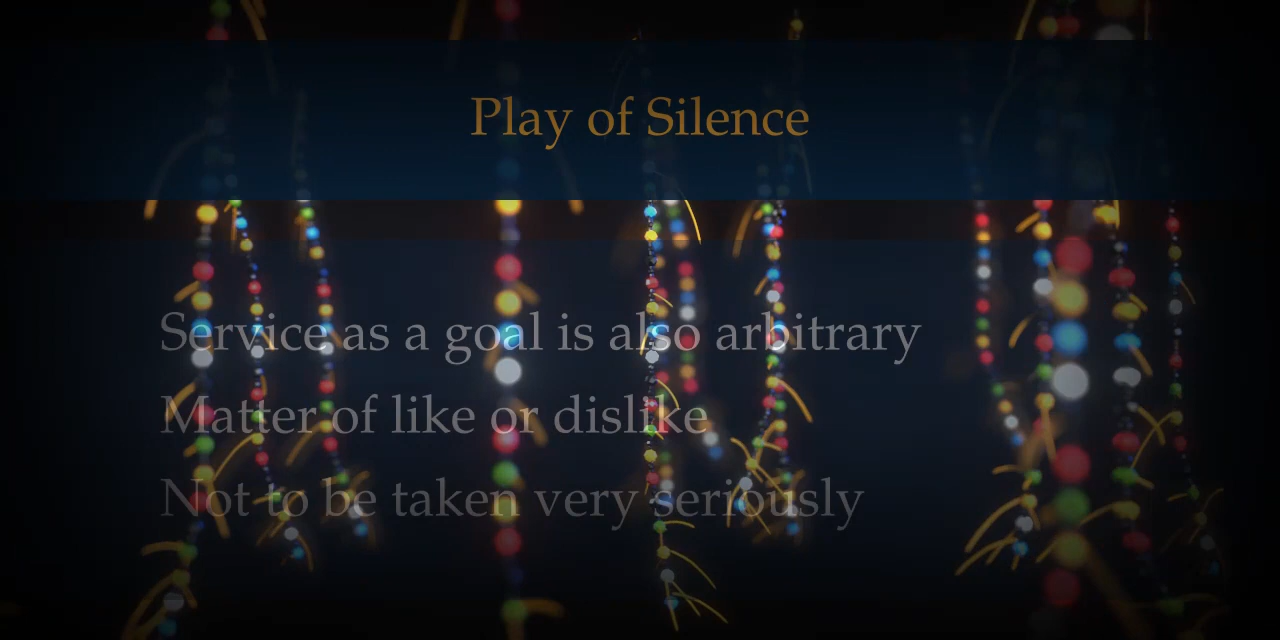 Play of Silence
Service as a goal is also arbitrary
Matter of like or dislike
Not to be taken very seriously